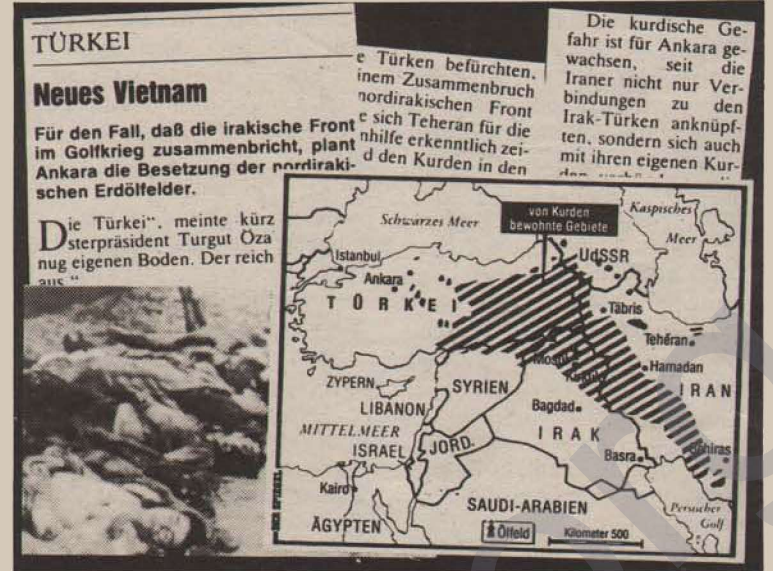 TÜRKEI
Neues Vietnam
Für den Fall, daß die irakische Front
im Golfkrieg zusammenbricht, plant
Ankara die Besetzung der nordiraki-
schen Erdölfelder.
Die Türkei“. meinte kürz
sterpräsident Turgut Öza
nug eigenen Boden. Der reich
aus.“
e Türken befürchten,
inem Zusammenbruch
nordirakischen Front
e sich Teheran für die
nhilfe erkenntlich zei-
d den Kurden in den
Die kurdische Ge-
fahr ist für Ankara ge-
wachsen, seit die
Iraner nicht nur Ver-
bindungen zu den
Irak-Türken anknüpf-
ten, sondern sich auch
mit ihren eigenen Kur-
von Kurden
bewohnte Gebiete
Schwarzes Meer
Kaspisches
Meer
Istanbul
UdSSR
Ankara
TÜRKEI
Täbris
Teheran
Mosul
Kirkuk
Hamadan
ZYPERN
SYRIEN
IRAN
LIBANON
Bagdad
MITTELMEER
IRAK
ISRAEL
JORD.
Basra
Schiras
Kairo
SAUDI-ARABIEN
Persischer
Golf
ÄGYPTEN
Ölfeld
Kilometer 500
DER SPIEGEL